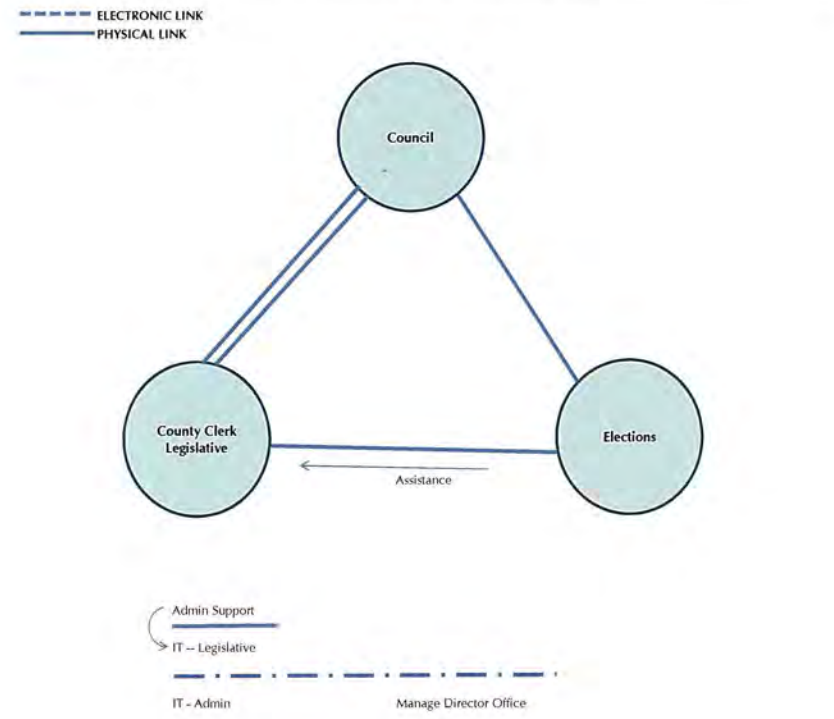 ELECTRONIC LINK
PHYSICAL LINK
Council
County Clerk
Legislative
Elections
Assistance
Admin Support
IT -- Legislative
IT - Admin
Manage Director Office